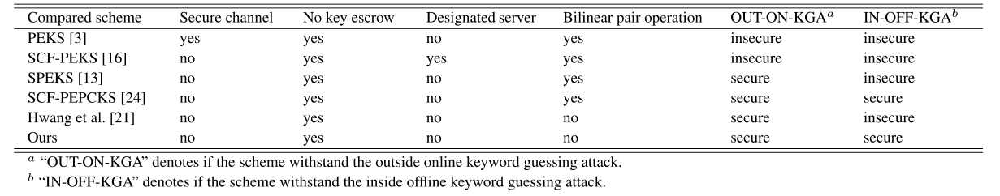 Compared scheme Secure channel No key escrow Designated server Bilinear pair operation OUT-ON-KGA^a IN-OFF-KGA^b
PEKS [3] yes yes no yes insecure insecure
SCF-PEKS [16] no yes yes yes insecure insecure
SPEKS [13] no yes no yes secure insecure
SCF-PEPCKS [24] no yes no yes secure secure
Hwang et al. [21] no yes no no secure insecure
Ours no yes no no secure secure
^a “OUT-ON-KGA” denotes if the scheme withstand the outside online keyword guessing attack.
^b “IN-OFF-KGA” denotes if the scheme withstand the inside offline keyword guessing attack.